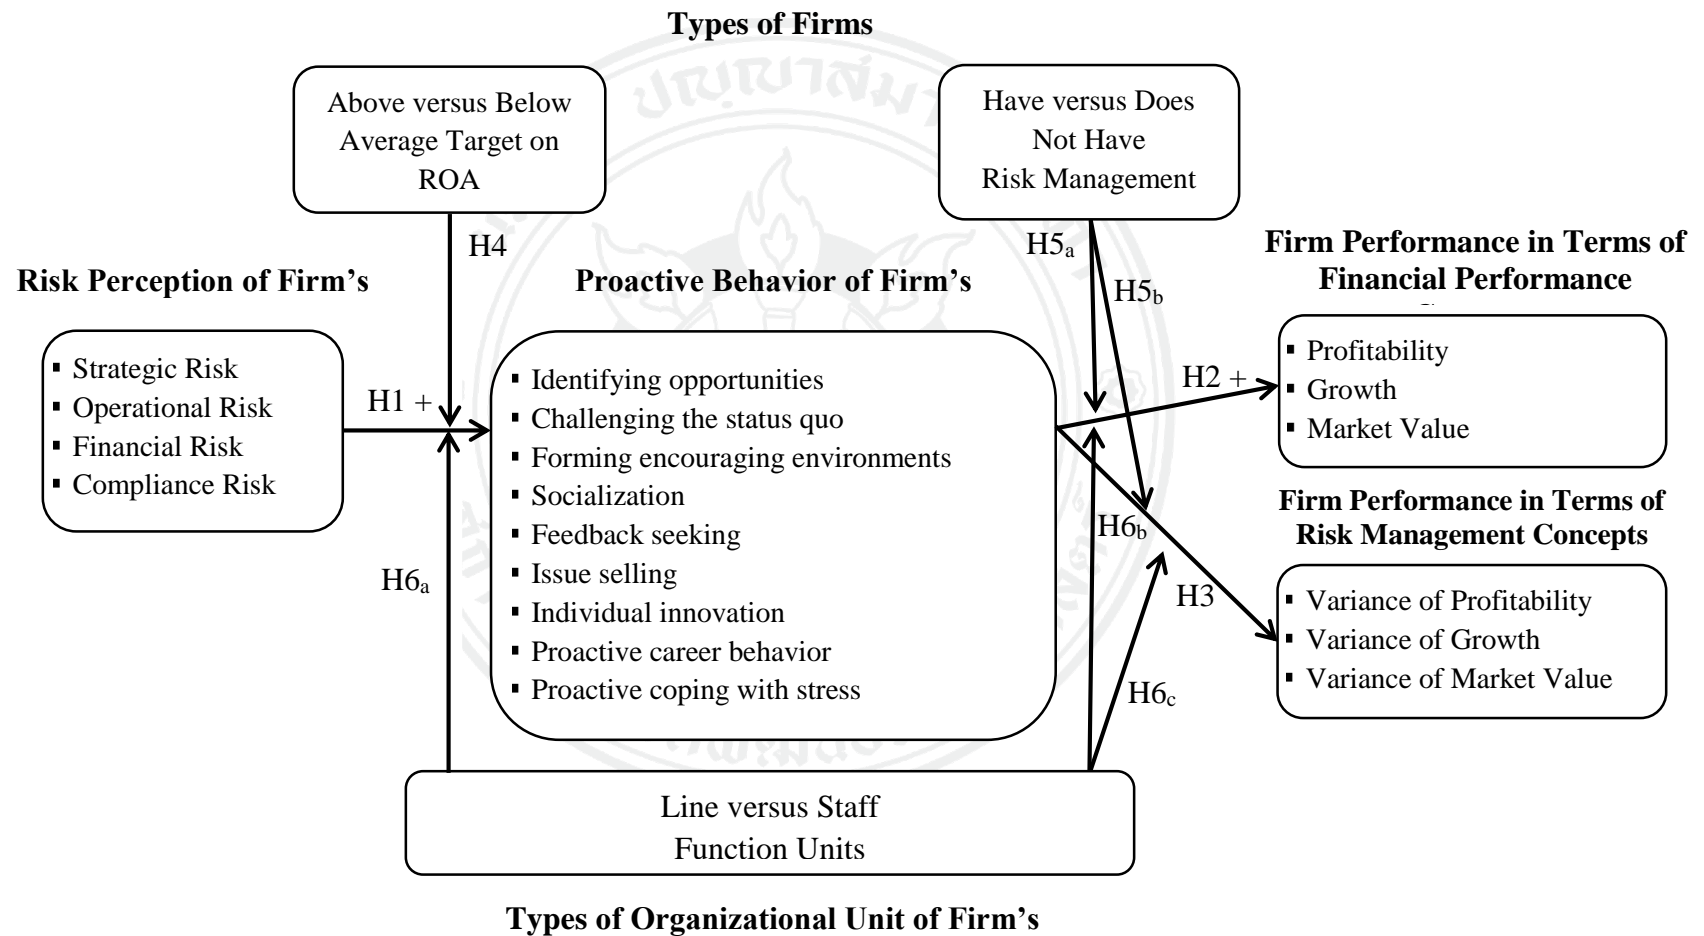 Types of Firms
Above versus Below
Average Target on
ROA
Have versus Does
Not Have
Risk Management
H4
H5a
H5b
Risk Perception of Firm's
Proactive Behavior of Firm's
Firm Performance in Terms of
Financial Performance
▪ Strategic Risk
▪ Operational Risk
▪ Financial Risk
▪ Compliance Risk
H1 +
▪ Identifying opportunities
▪ Challenging the status quo
▪ Forming encouraging environments
▪ Socialization
▪ Feedback seeking
▪ Issue selling
▪ Individual innovation
▪ Proactive career behavior
▪ Proactive coping with stress
H2 +
▪ Profitability
▪ Growth
▪ Market Value
Firm Performance in Terms of
Risk Management Concepts
H6a
H6b
H3
H6c
▪ Variance of Profitability
▪ Variance of Growth
▪ Variance of Market Value
Line versus Staff
Function Units
Types of Organizational Unit of Firm's